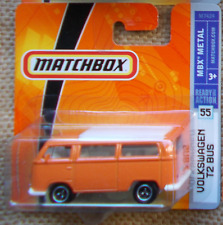 MATCHBOX
MBX METAL
3+
READY FOR ACTION
55
VOLKSWAGEN
T2 BUS